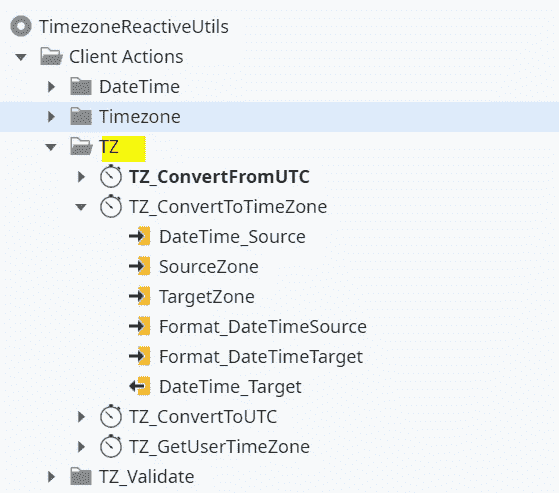 TimezoneReactiveUtils
Client Actions
DateTime
Timezone
TZ
TZ_ConvertFromUTC
TZ_ConvertToTimeZone
DateTime_Source
SourceZone
TargetZone
Format_DateTimeSource
Format_DateTimeTarget
DateTime_Target
TZ_ConvertToUTC
TZ_GetUserTimeZone
TZ_Validate